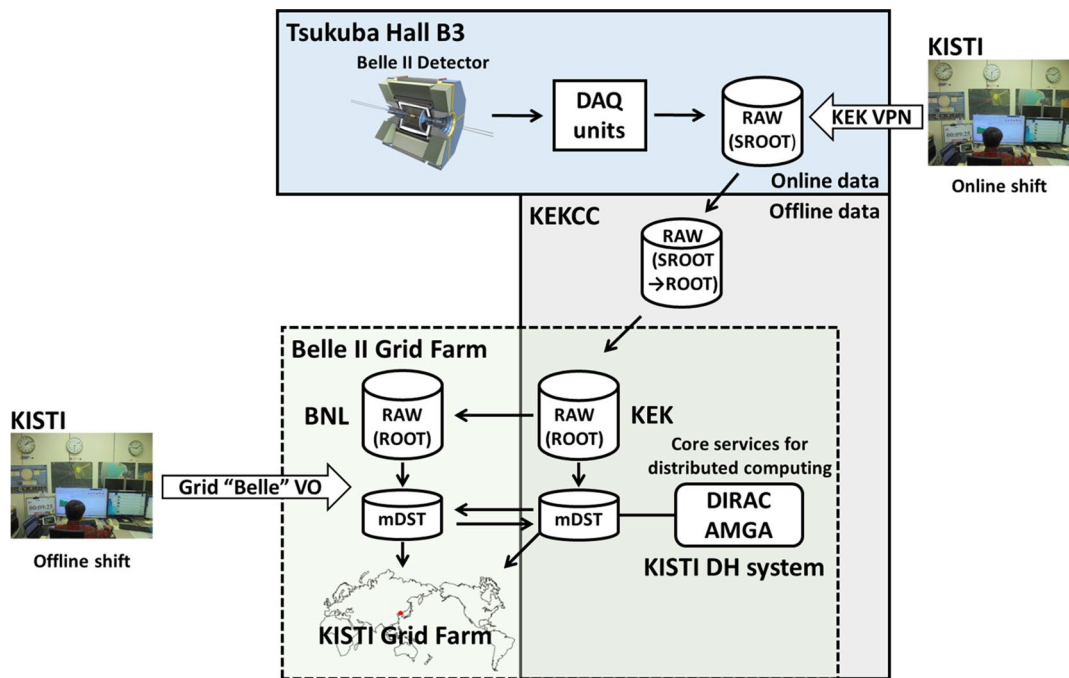 Tsukuba Hall B3
Belle II Detector
DAQ
units
RAW
(SROOT)
KEK VPN
KISTI
Online shift
Online data
Offline data
KEKCC
RAW
(SROOT
→ROOT)
Belle II Grid Farm
BNL
RAW
(ROOT)
RAW
(ROOT)
KEK
KISTI
Grid “Belle” VO
Offline shift
Core services for
distributed computing
mDST
mDST
DIRAC
AMGA
KISTI DH system
KISTI Grid Farm